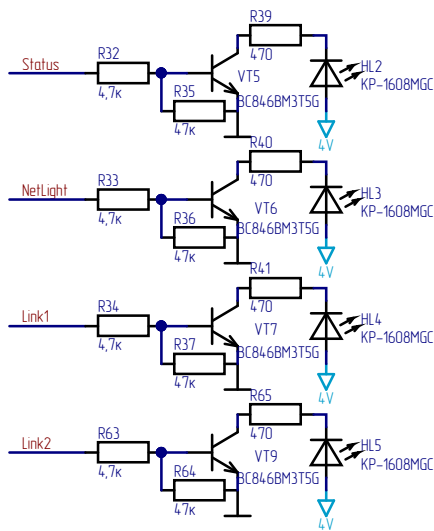 R39
Status
R32
470
HL2
VT5
KP-1608MGC
4,7к
R35
BC846BM3T5G
47к
R40
4V
NetLight
R33
470
HL3
VT6
KP-1608MGC
4,7к
R36
BC846BM3T5G
47к
R41
4V
Link1
R34
470
HL4
VT7
KP-1608MGC
4,7к
R37
BC846BM3T5G
47к
R65
4V
Link2
R63
470
HL5
VT9
KP-1608MGC
4,7к
R64
BC846BM3T5G
47к
4V